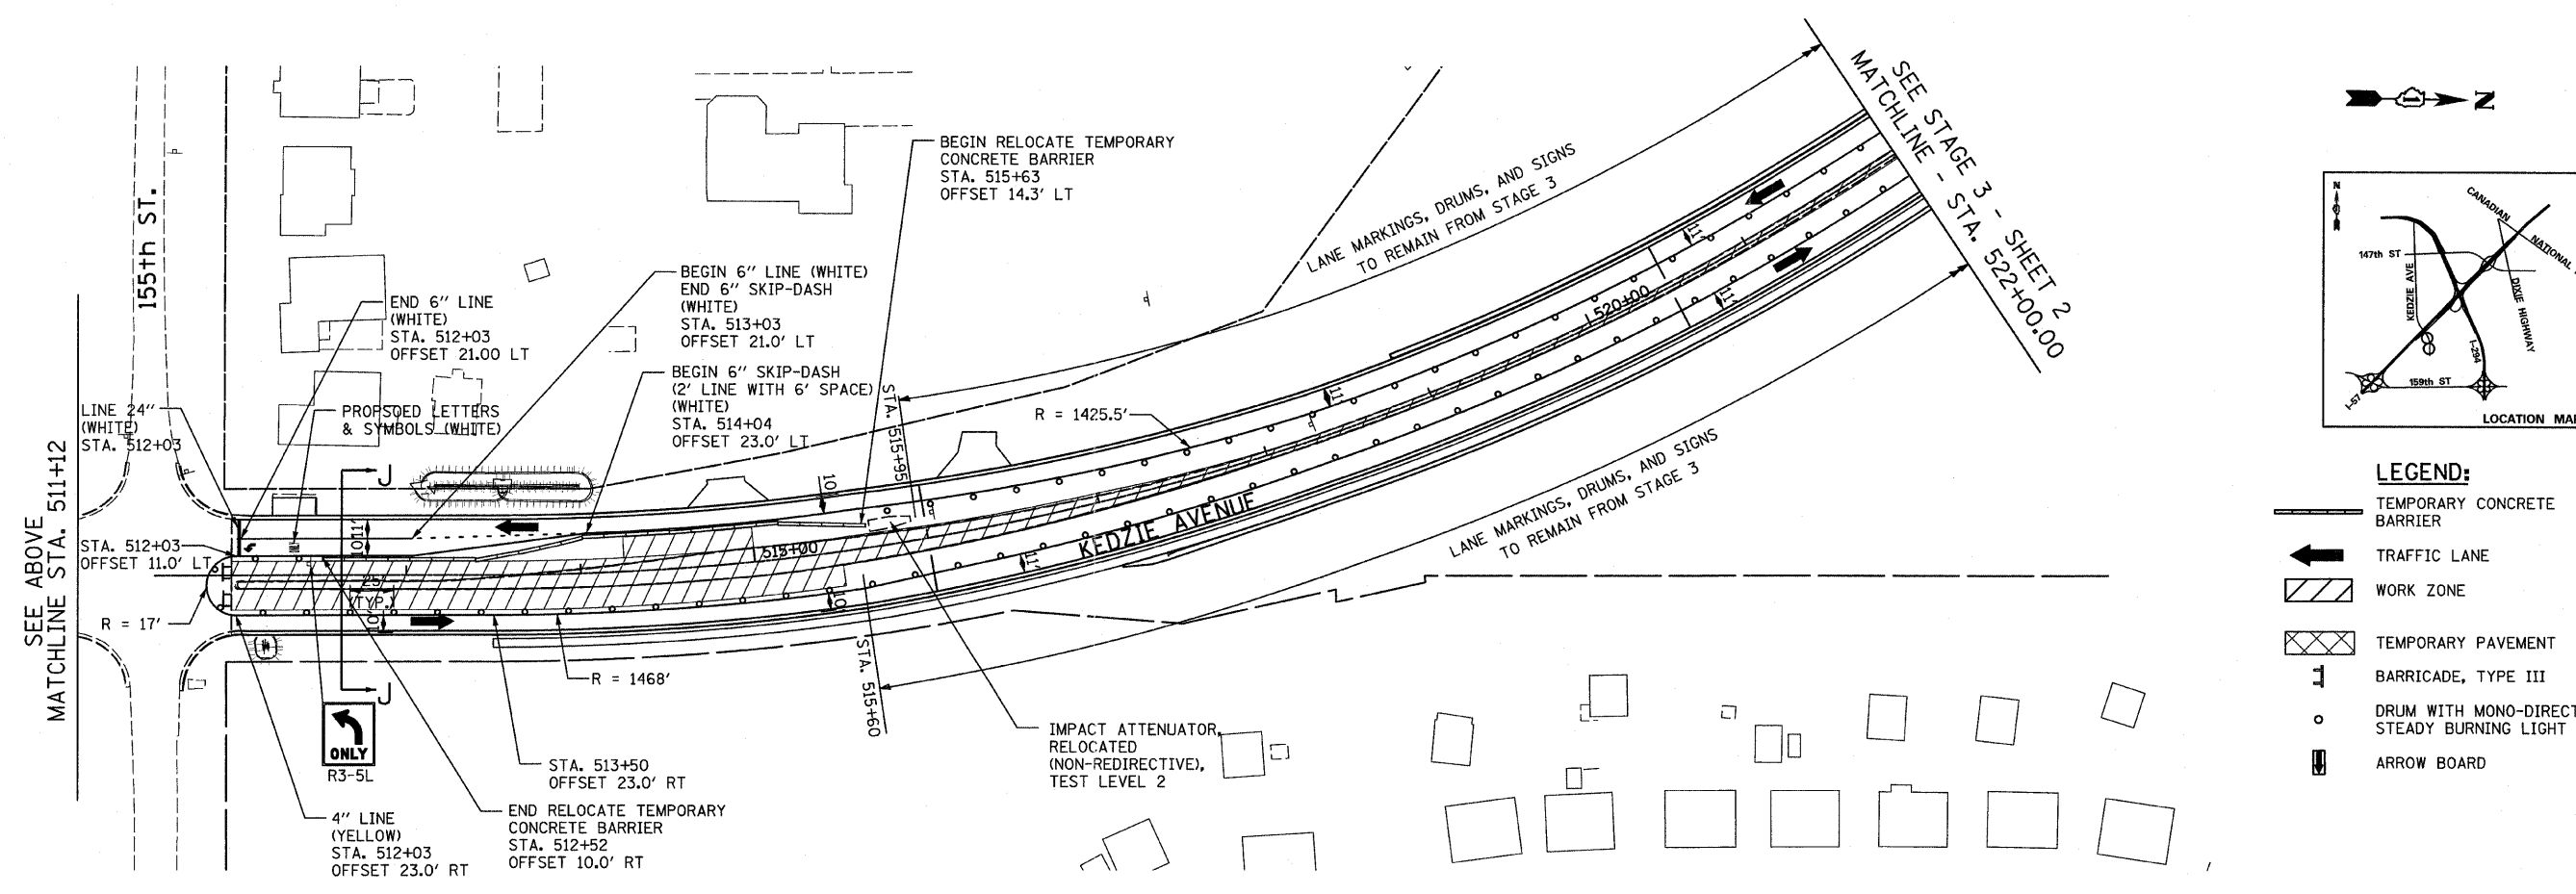 SEE ABOVE
MATCHLINE STA. 511+12
155th ST.
LINE 24"
(WHITE)
STA. 512+03
STA. 512+03
OFFSET 11.0' LT
R = 17'
END 6" LINE
(WHITE)
STA. 512+03
OFFSET 21.00 LT
PROPSOED LETTERS
& SYMBOLS (WHITE)
BEGIN 6" LINE (WHITE)
END 6" SKIP-DASH
(WHITE)
STA. 513+03
OFFSET 21.0' LT
BEGIN 6" SKIP-DASH
(2' LINE WITH 6' SPACE)
(WHITE)
STA. 514+04
OFFSET 23.0' LT
BEGIN RELOCATE TEMPORARY
CONCRETE BARRIER
STA. 515+63
OFFSET 14.3' LT
STA. 515+95
LANE MARKINGS, DRUMS, AND SIGNS
TO REMAIN FROM STAGE 3
R = 1425.5'
SEE STAGE 3 - SHEET 2
MATCHLINE - STA. 522+00.00
J
11'
10'
25'
(TYP.)
10'
J
10'
515+00
10'
11'
11'
11'
520+00
11'
KEDZIE AVENUE
LANE MARKINGS, DRUMS, AND SIGNS
TO REMAIN FROM STAGE 3
STA. 515+60
R = 1468'
ONLY
R3-5L
4" LINE
(YELLOW)
STA. 512+03
OFFSET 23.0' RT
STA. 513+50
OFFSET 23.0' RT
END RELOCATE TEMPORARY
CONCRETE BARRIER
STA. 512+52
OFFSET 10.0' RT
IMPACT ATTENUATOR,
RELOCATED
(NON-REDIRECTIVE),
TEST LEVEL 2
N
N
CANADIAN
NATIONAL
147th ST
KEDZIE AVE
DIXIE HIGHWAY
I-294
159th ST
I-57
LOCATION MAP
LEGEND:
TEMPORARY CONCRETE
BARRIER
TRAFFIC LANE
WORK ZONE
TEMPORARY PAVEMENT
BARRICADE, TYPE III
DRUM WITH MONO-DIRECT
STEADY BURNING LIGHT
ARROW BOARD